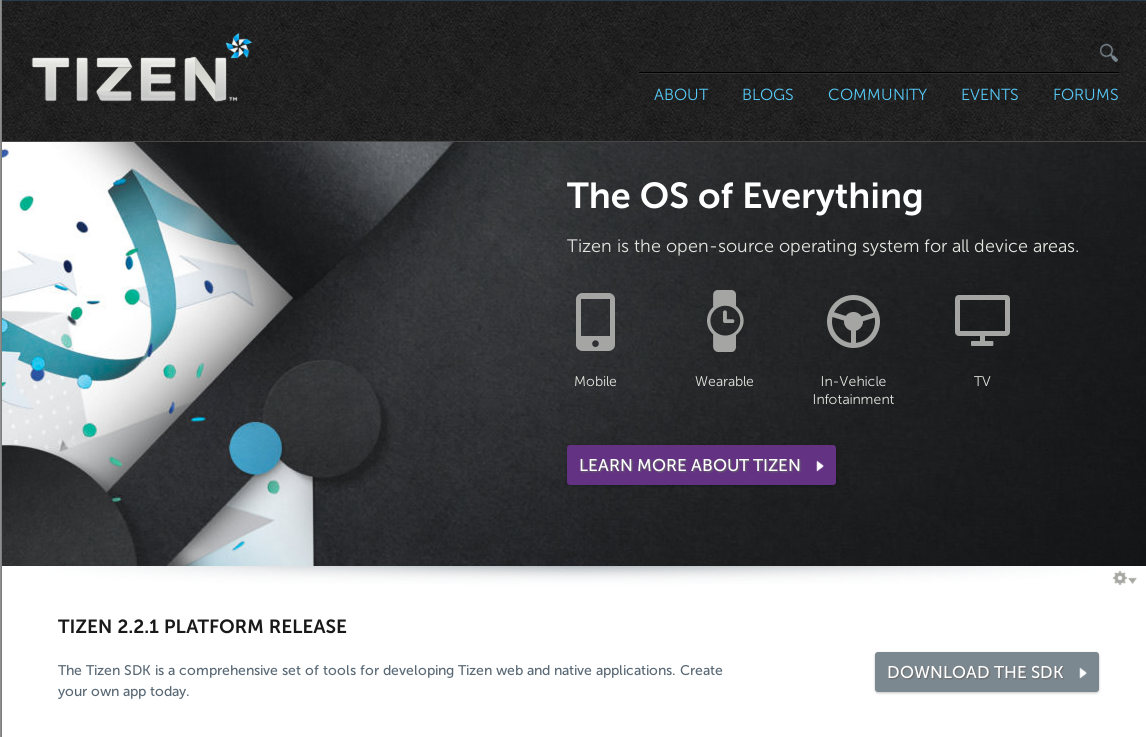 TIZEN™
ABOUT BLOGS COMMUNITY EVENTS FORUMS
The OS of Everything
Tizen is the open-source operating system for all device areas.
Mobile
Wearable
In-Vehicle
Infotainment
TV
LEARN MORE ABOUT TIZEN
TIZEN 2.2.1 PLATFORM RELEASE
The Tizen SDK is a comprehensive set of tools for developing Tizen web and native applications. Create
your own app today.
DOWNLOAD THE SDK